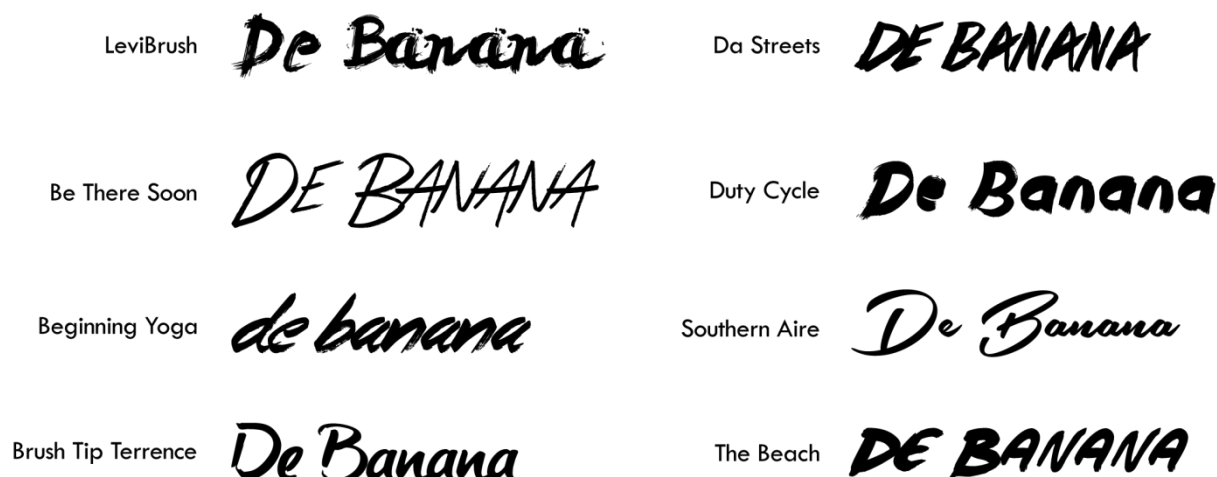 LeviBrush De Banana Da Streets DE BANANA
Be There Soon DE BANANA Duty Cycle De Banana
Beginning Yoga de banana Southern Aire De Banana
Brush Tip Terrence De Banana The Beach DE BANANA